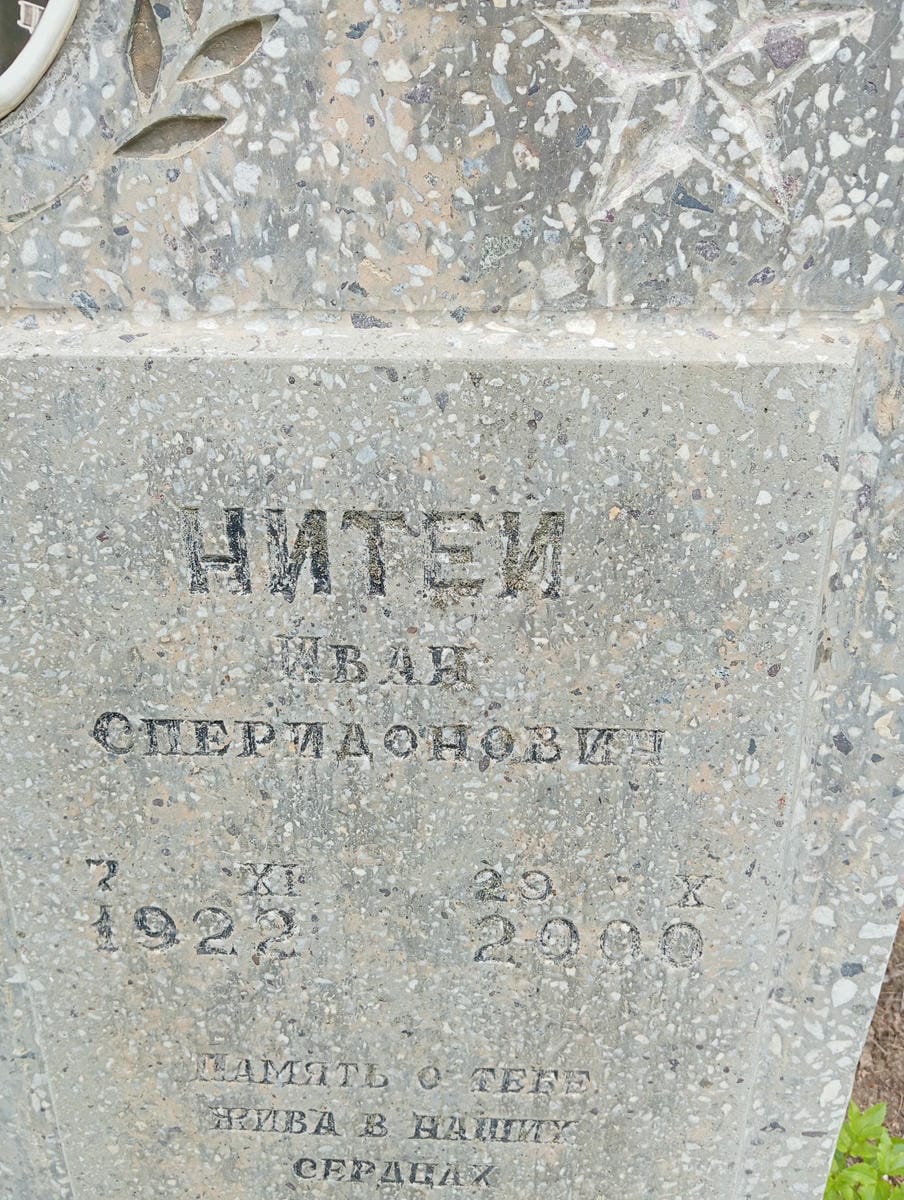 НИТЕИ
ИВАН
СПЕРИДОНОВИЧ
7 XI 29 X
1922 2000
ПАМЯТЬ О ТЕБЕ
ЖИВА В НАШИХ
СЕРДЦАХ